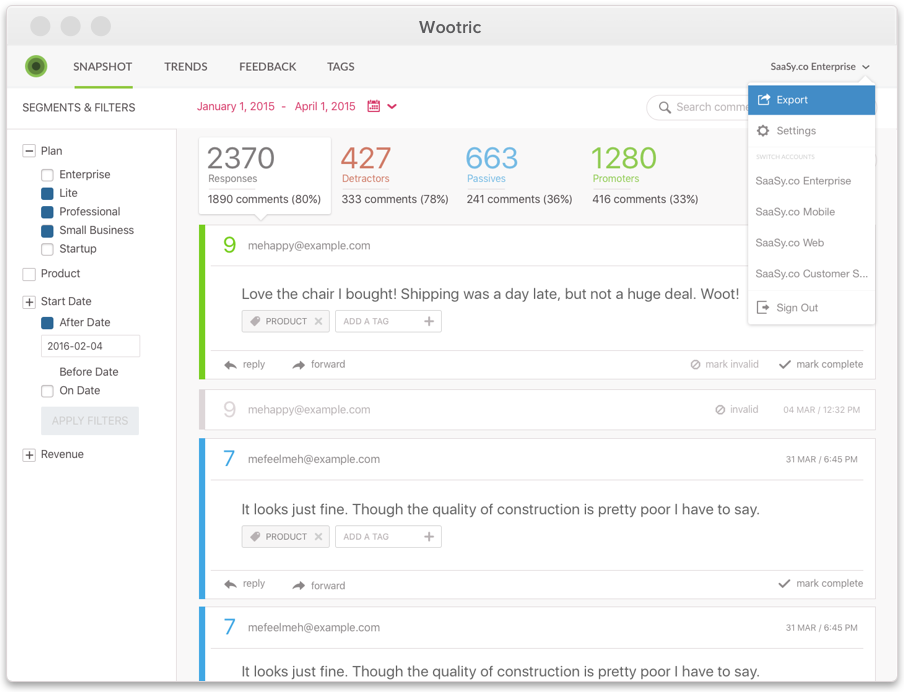 Wootric
SNAPSHOT TRENDS FEEDBACK TAGS SaaSy.co Enterprise
SEGMENTS & FILTERS
January 1, 2015 - April 1, 2015
Search comme
Export
Settings
SWITCH ACCOUNTS
SaaSy.co Enterprise
SaaSy.co Mobile
SaaSy.co Web
SaaSy.co Customer S...
Sign Out
Plan
Enterprise
Lite
Professional
Small Business
Startup
Product
Start Date
After Date
2016-02-04
Before Date
On Date
APPLY FILTERS
Revenue
2370
Responses
1890 comments (80%)
427
Detractors
333 comments (78%)
663
Passives
241 comments (36%)
1280
Promoters
416 comments (33%)
9 mehappy@example.com
Love the chair I bought! Shipping was a day late, but not a huge deal. Woot!
PRODUCT ADD A TAG
reply forward mark invalid mark complete
9 mehappy@example.com invalid 04 MAR / 12:32 PM
7 mefeelmeh@example.com 31 MAR / 6:45 PM
It looks just fine. Though the quality of construction is pretty poor I have to say.
PRODUCT ADD A TAG
reply forward mark complete
7 mefeelmeh@example.com 31 MAR / 6:45 PM
It looks just fine. Though the quality of construction is pretty poor I have to say.